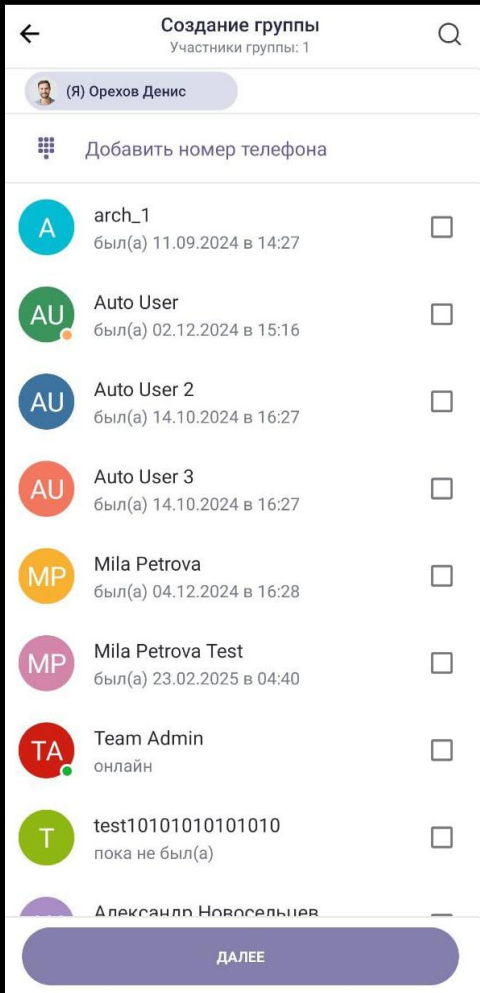 Создание группы
Участники группы: 1
(Я) Орехов Денис
Добавить номер телефона
A
arch_1
был(а) 11.09.2024 в 14:27
AU
Auto User
был(а) 02.12.2024 в 15:16
AU
Auto User 2
был(а) 14.10.2024 в 16:27
AU
Auto User 3
был(а) 14.10.2024 в 16:27
MP
Mila Petrova
был(а) 04.12.2024 в 16:28
MP
Mila Petrova Test
был(а) 23.02.2025 в 04:40
TA
Team Admin
онлайн
T
test10101010101010
пока не был(а)
Александр Новосельцев
ДАЛЕЕ